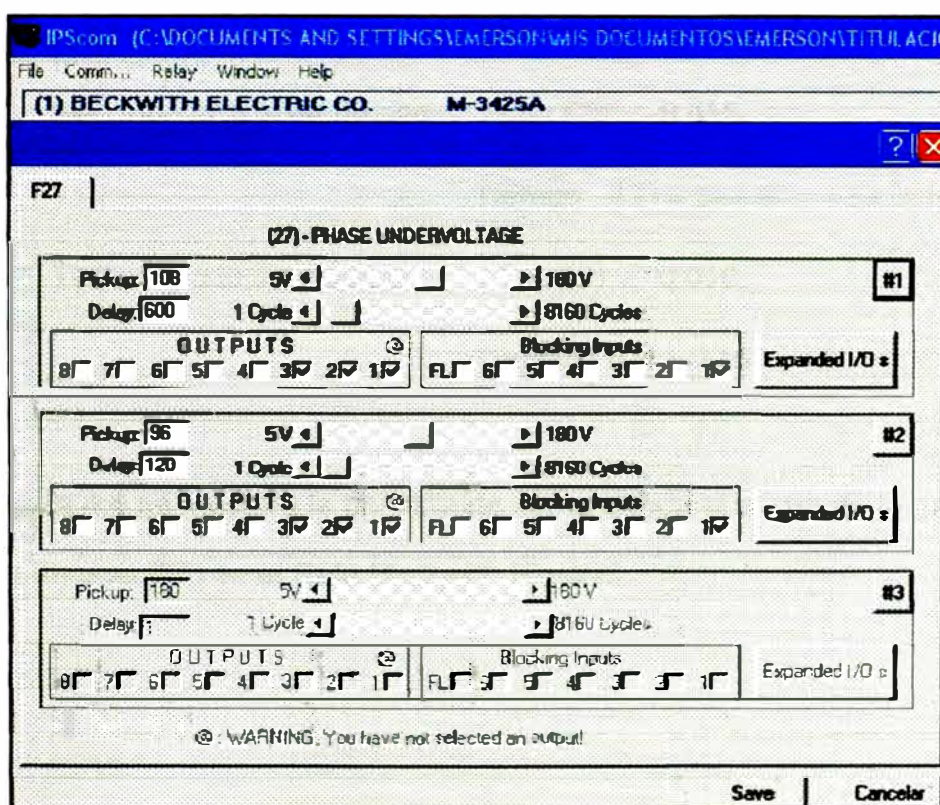 IPScom (C:\DOCUMENTS AND SETTINGS\EMERSON\MIS DOCUMENTOS\EMERSON\TITULACI
File Comm... Relay Window Help
(1) BECKWITH ELECTRIC CO. M-3425A
F27
(27) - PHASE UNDERVOLTAGE
Pickup: 108 5V 180 V #1
Delay: 600 1 Cycle 8160 Cycles
OUTPUTS @ Blocking Inputs
8 7 6 5 4 3 2 1 FL 6 5 4 3 2 1 Expanded I/O s
Pickup: 96 5V 180 V #2
Delay: 120 1 Cycle 8160 Cycles
OUTPUTS @ Blocking Inputs
8 7 6 5 4 3 2 1 FL 6 5 4 3 2 1 Expanded I/O s
Pickup: 180 5V 180 V #3
Delay: 1 Cycle 8160 Cycles
OUTPUTS @ Blocking Inputs
8 7 6 5 4 3 2 1 FL 5 4 3 1 Expanded I/O s
@ : WARNING, You have not selected an output!
Save Cancelar